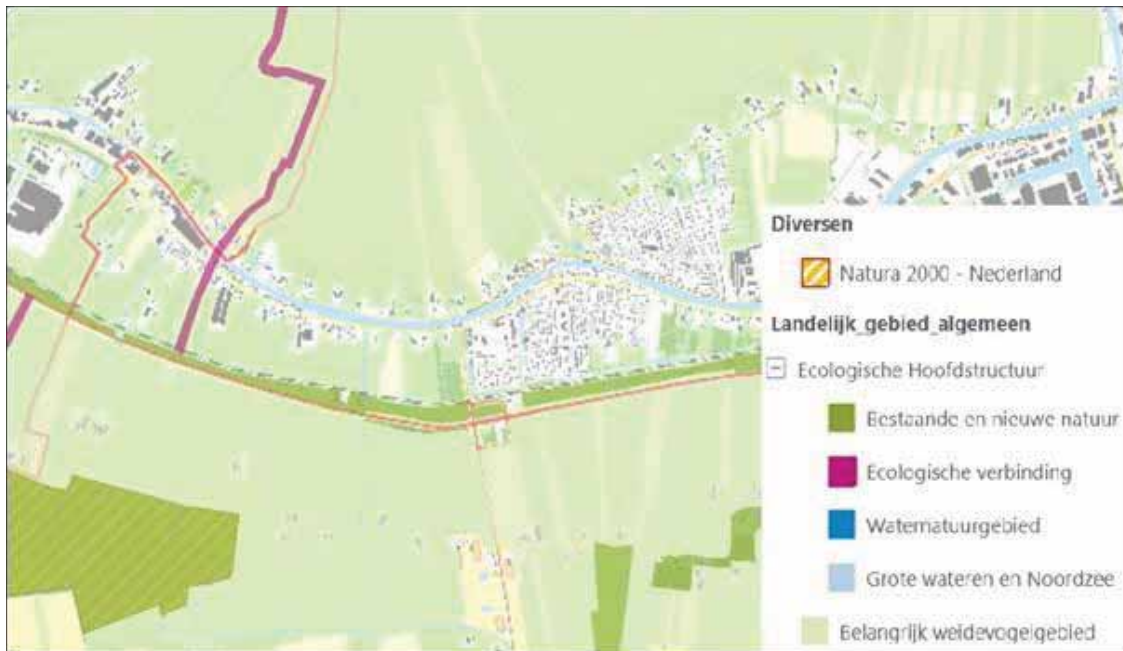 Diversen
Natura 2000 - Nederland
Landelijk_gebied_algemeen
Ecologische Hoofdstructuur
Bestaande en nieuwe natuur
Ecologische verbinding
Waternatuurgebied
Grote wateren en Noordzee
Belangrijk weidevogelgebied